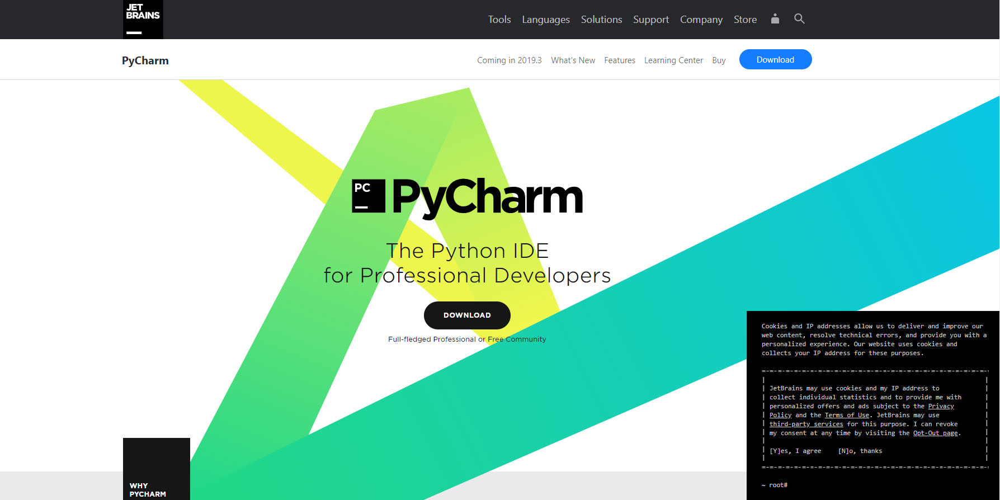 JET
BRAINS
Tools Languages Solutions Support Company Store
PyCharm
Coming in 2019.3 What's New Features Learning Center Buy Download
PC
PyCharm
The Python IDE
for Professional Developers
DOWNLOAD
Full-fledged Professional or Free Community
WHY
PYCHARM
Cookies and IP addresses allow us to deliver and improve our
web content, resolve technical errors, and provide you with a
personalized experience. Our website uses cookies and
collects your IP address for these purposes.
JetBrains may use cookies and my IP address to
collect individual statistics and to provide me with
personalized offers and ads subject to the Privacy
Policy and the Terms of Use. JetBrains may use
third-party services for this purpose. I can revoke
my consent at any time by visiting the Opt-Out page.
[Y]es, I agree [N]o, thanks
~ root#